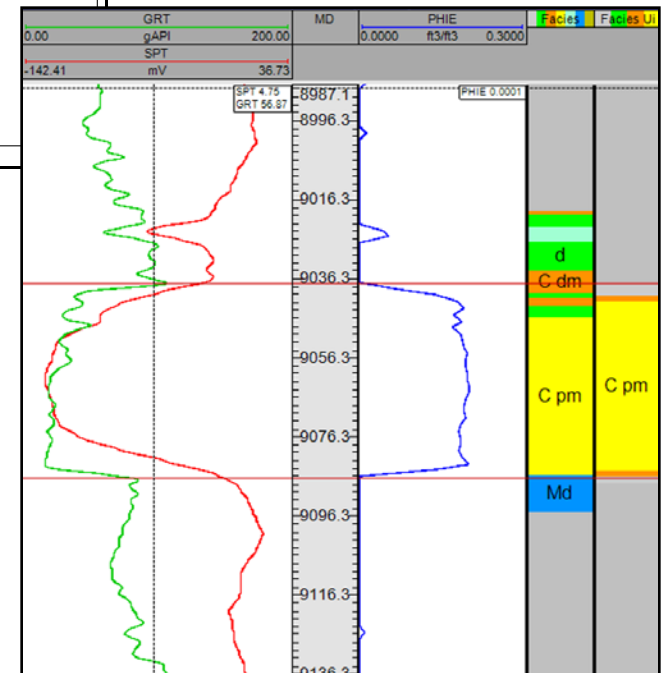 GRT MD PHIE Facies Facies Ui
0.00 gAPI 200.00 0.0000 ft3/ft3 0.3000
SPT
-142.41 mV 36.73
SPT 4.75
GRT 56.87
PHIE 0.0001
8987.1
8996.3
9016.3
d
9036.3
C dm
9056.3
C pm
C pm
9076.3
Md
9096.3
9116.3
9136.3